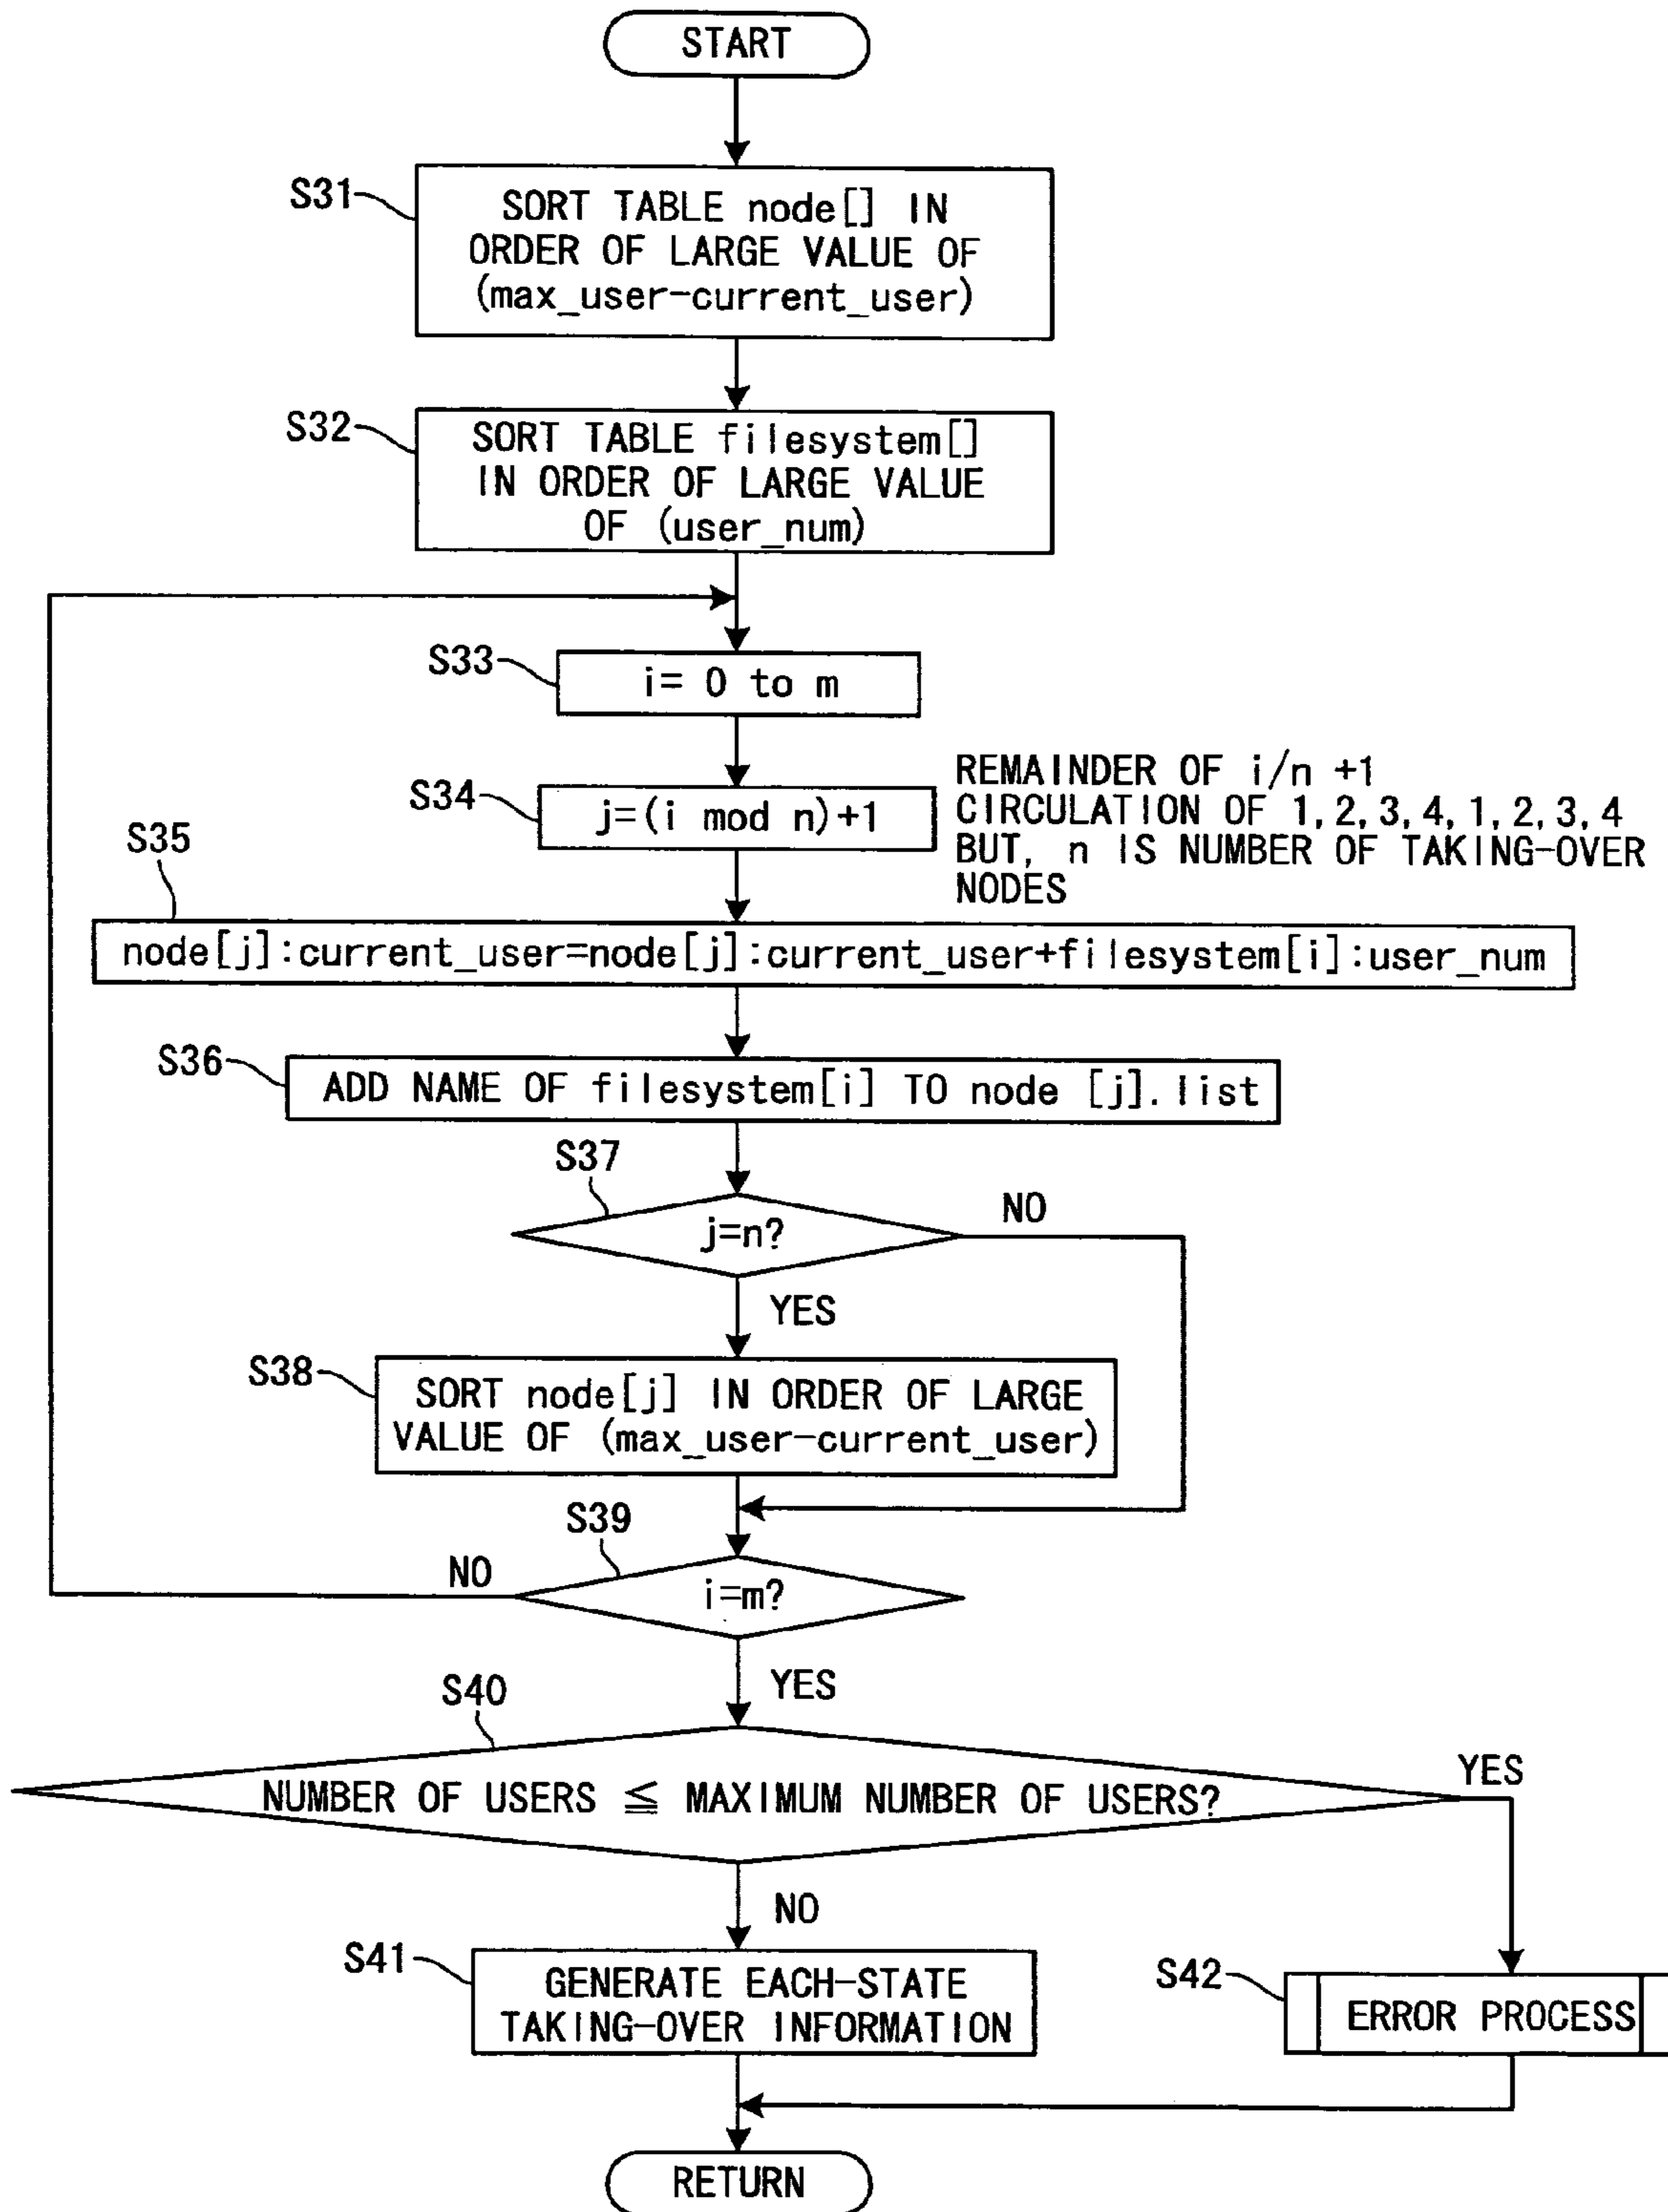 START
S31
SORT TABLE node[] IN
ORDER OF LARGE VALUE OF
(max_user-current_user)
S32
SORT TABLE filesystem[]
IN ORDER OF LARGE VALUE
OF (user_num)
S33
i= 0 to m
S34
j=(i mod n)+1
REMAINDER OF i/n +1
CIRCULATION OF 1,2,3,4,1,2,3,4
BUT, n IS NUMBER OF TAKING-OVER
NODES
S35
node[j]:current_user=node[j]:current_user+filesystem[i]:user_num
S36
ADD NAME OF filesystem[i] TO node [j].list
S37
j=n?
NO
YES
S38
SORT node[j] IN ORDER OF LARGE
VALUE OF (max_user-current_user)
S39
i=m?
NO
YES
S40
NUMBER OF USERS ≦ MAXIMUM NUMBER OF USERS?
YES
NO
S41
GENERATE EACH-STATE
TAKING-OVER INFORMATION
S42
ERROR PROCESS
RETURN